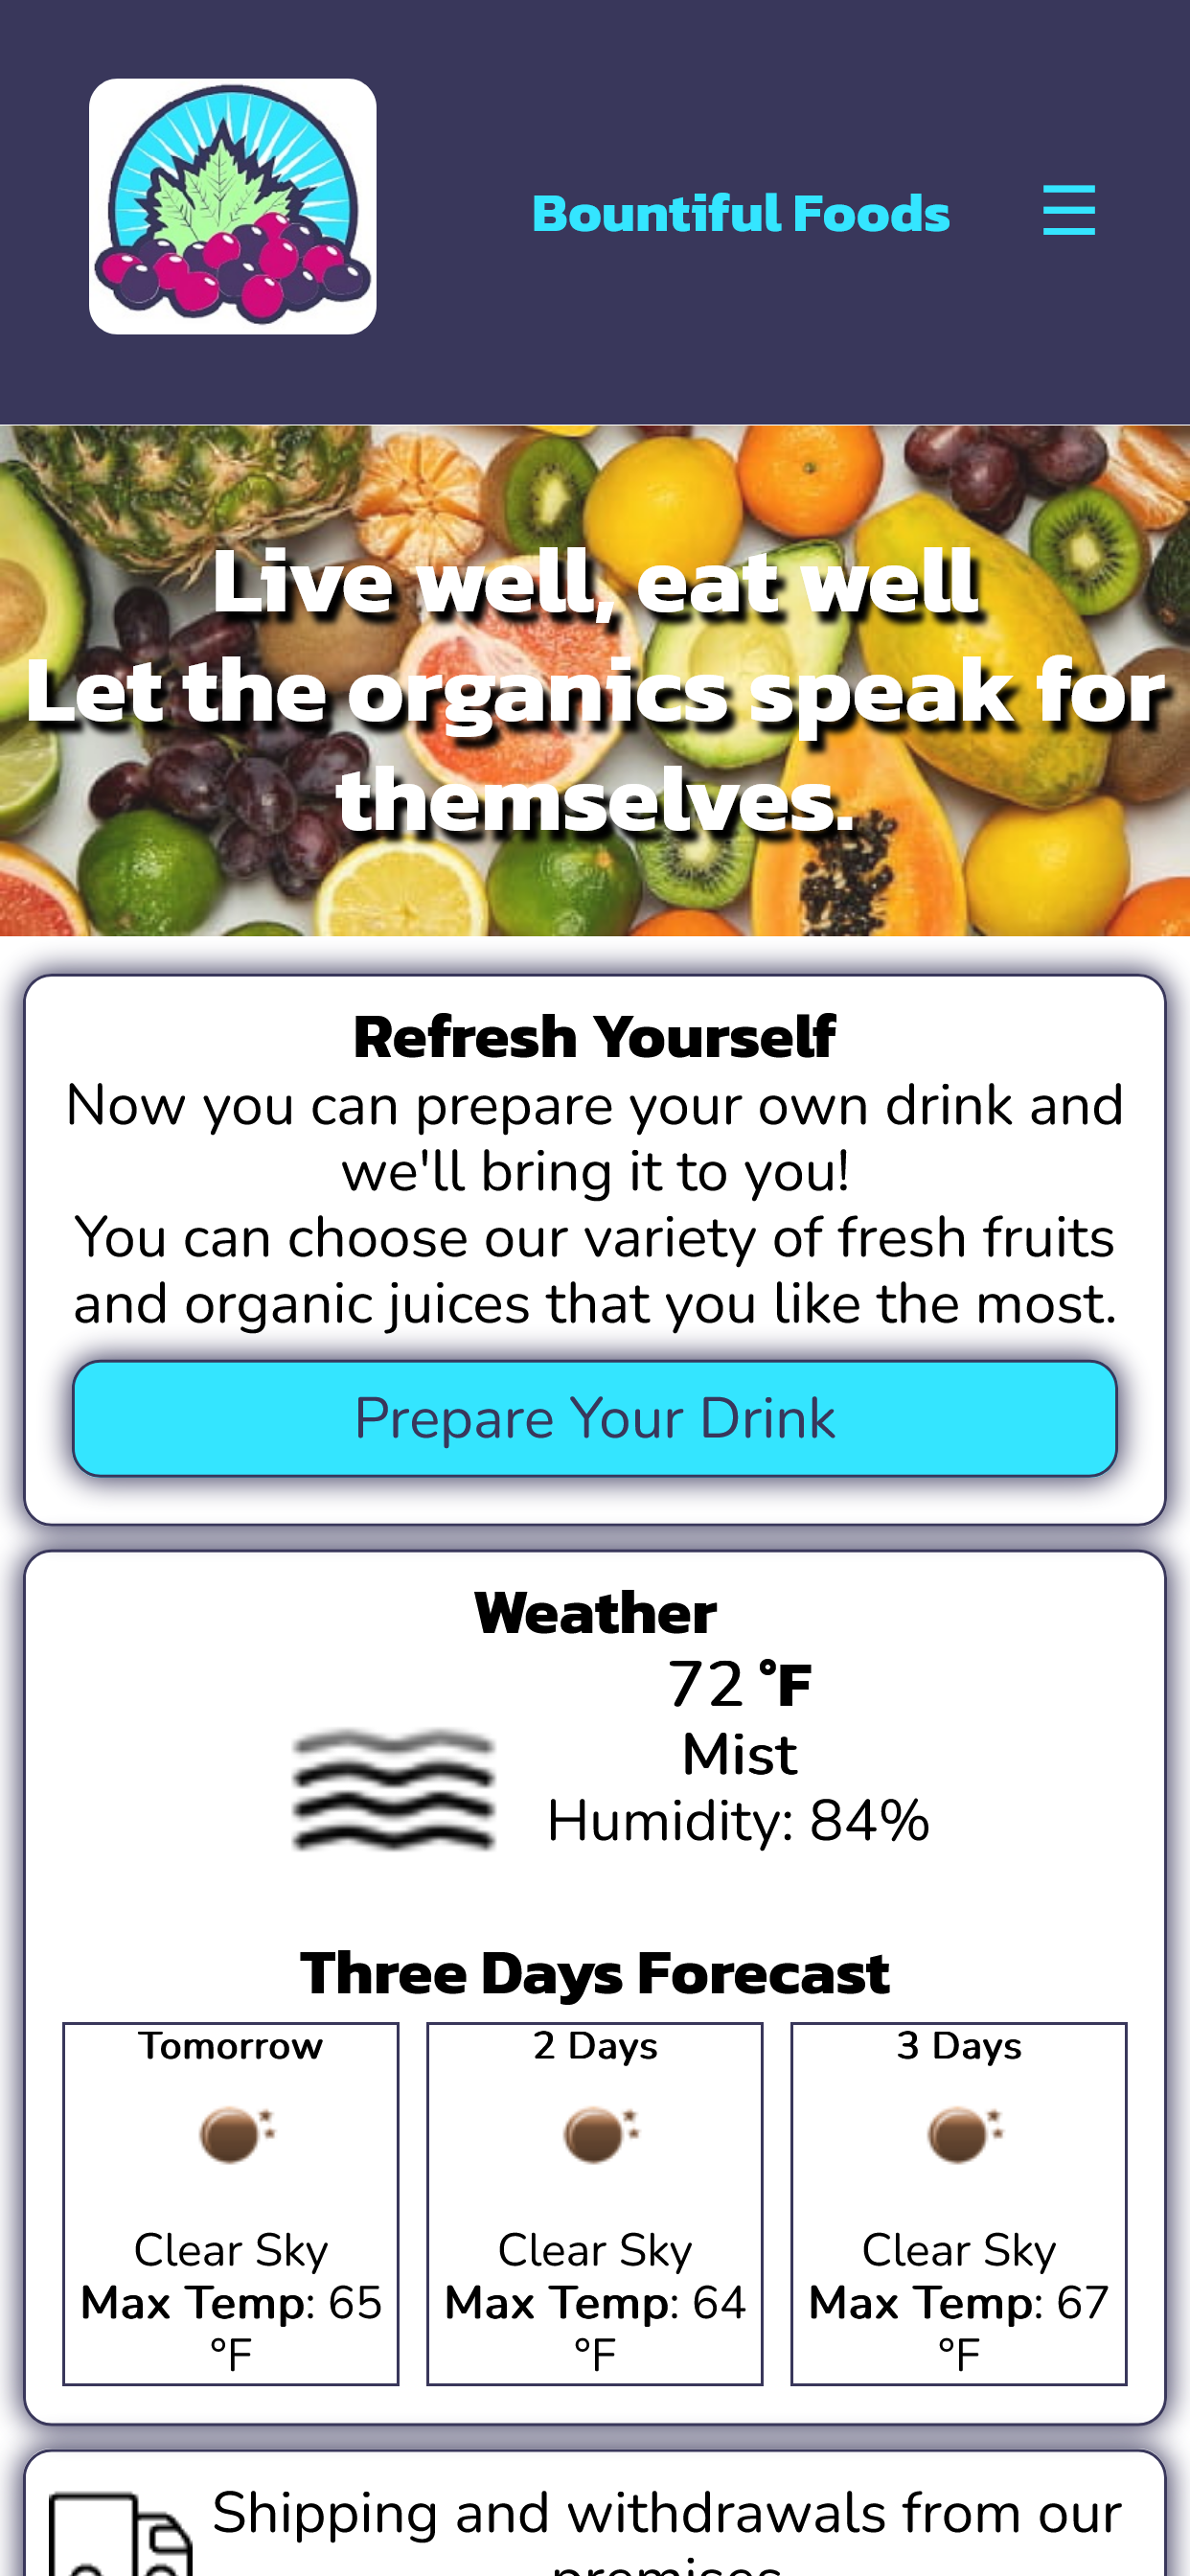 Bountiful Foods
Live well, eat well
Let the organics speak for
themselves.
Refresh Yourself
Now you can prepare your own drink and
we'll bring it to you!
You can choose our variety of fresh fruits
and organic juices that you like the most.
Prepare Your Drink
Weather
72 °F
Mist
Humidity: 84%
Three Days Forecast
Tomorrow
Clear Sky
Max Temp: 65
°F
2 Days
Clear Sky
Max Temp: 64
°F
3 Days
Clear Sky
Max Temp: 67
°F
Shipping and withdrawals from our
premises